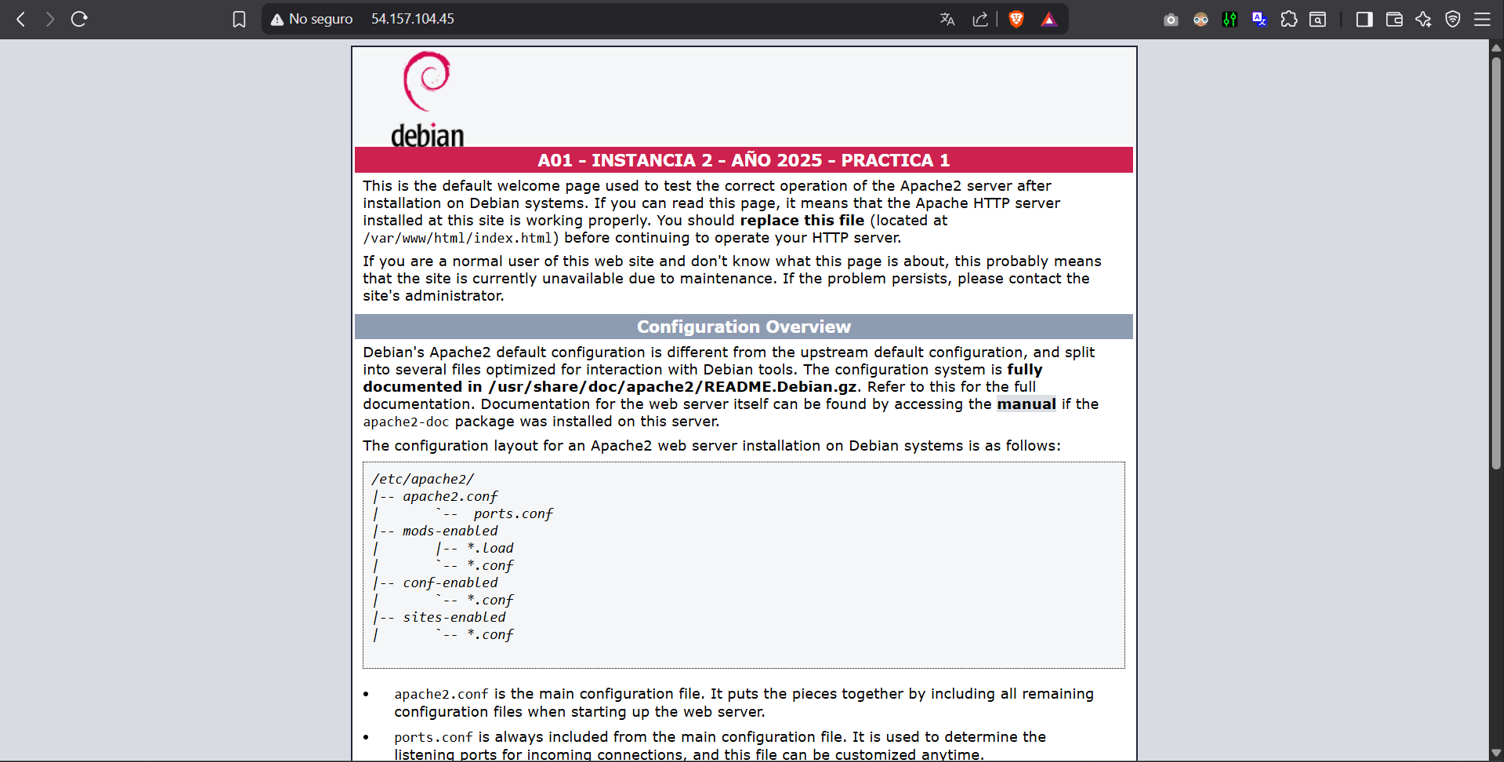 No seguro 54.157.104.45
debian
A01 - INSTANCIA 2 - AÑO 2025 - PRACTICA 1
This is the default welcome page used to test the correct operation of the Apache2 server after
installation on Debian systems. If you can read this page, it means that the Apache HTTP server
installed at this site is working properly. You should replace this file (located at
/var/www/html/index.html) before continuing to operate your HTTP server.
If you are a normal user of this web site and don't know what this page is about, this probably means
that the site is currently unavailable due to maintenance. If the problem persists, please contact the
site's administrator.
Configuration Overview
Debian's Apache2 default configuration is different from the upstream default configuration, and split
into several files optimized for interaction with Debian tools. The configuration system is fully
documented in /usr/share/doc/apache2/README.Debian.gz. Refer to this for the full
documentation. Documentation for the web server itself can be found by accessing the manual if the
apache2-doc package was installed on this server.
The configuration layout for an Apache2 web server installation on Debian systems is as follows:
/etc/apache2/
|-- apache2.conf
|       `--  ports.conf
|-- mods-enabled
|       |-- *.load
|       `-- *.conf
|-- conf-enabled
|       `-- *.conf
|-- sites-enabled
|       `-- *.conf
• apache2.conf is the main configuration file. It puts the pieces together by including all remaining
configuration files when starting up the web server.
• ports.conf is always included from the main configuration file. It is used to determine the
listening ports for incoming connections, and this file can be customized anytime.